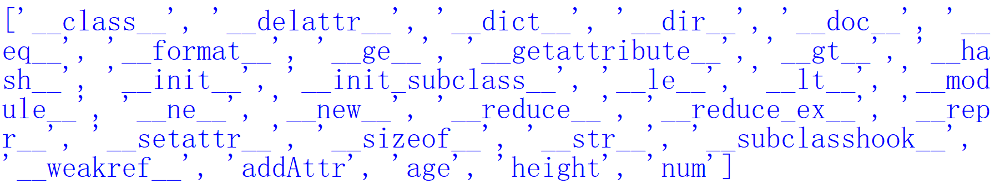 ['__class__', '__delattr__', '__dict__', '__dir__', '__doc__', '__
eq__', '__format__', '__ge__', '__getattribute__', '__gt__', '__ha
sh__', '__init__', '__init_subclass__', '__le__', '__lt__', '__mod
ule__', '__ne__', '__new__', '__reduce__', '__reduce_ex__', '__rep
r__', '__setattr__', '__sizeof__', '__str__', '__subclasshook__',
'__weakref__', 'addAttr', 'age', 'height', 'num']